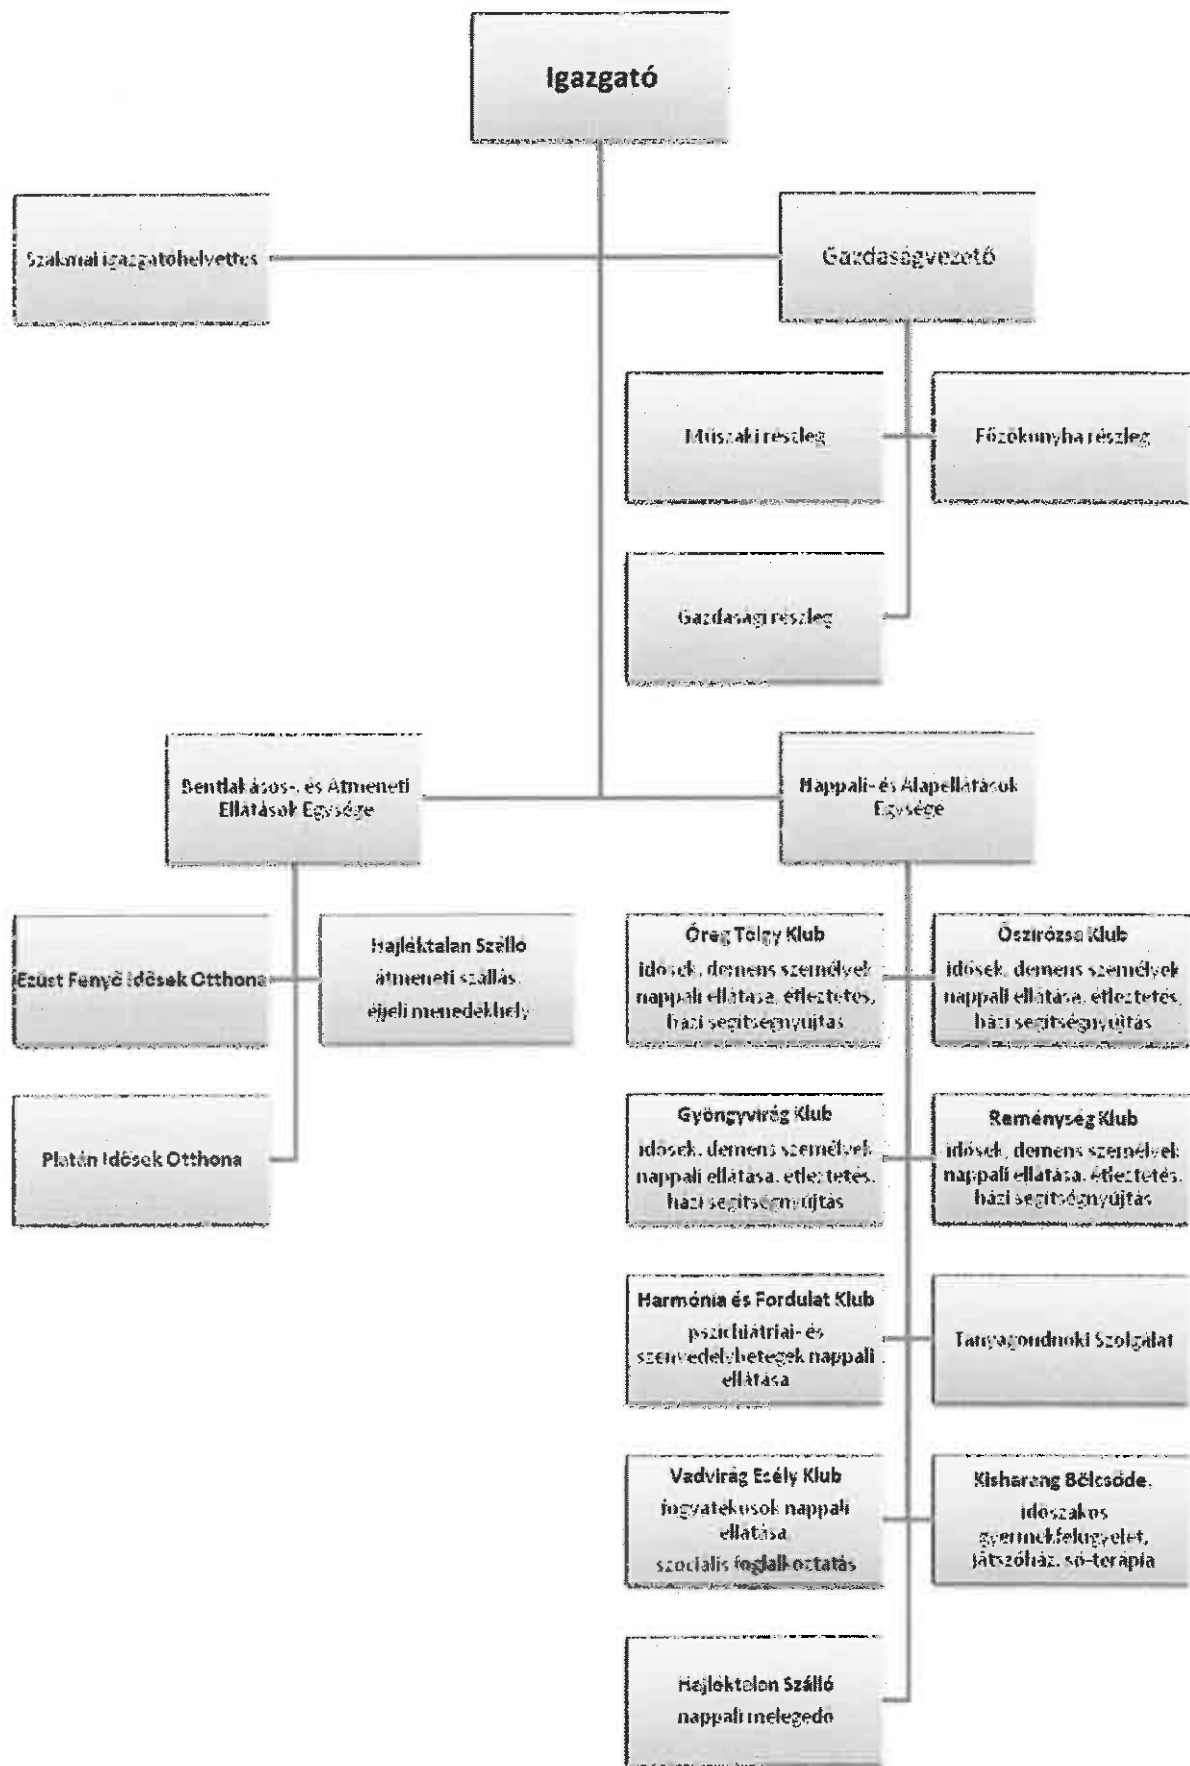 Igazgató
Szakmai igazgatóhelyettes
Gazdaságvezető
Műszaki részleg
Főzőkonyha részleg
Gazdasági részleg
Bentlakásos-, és Átmeneti
Ellátások Egysége
Nappali- és Alapellátások
Egysége
Ezüst Fenyő Idősek Otthona
Hajléktalan Szálló
átmeneti szállás,
éjjeli menedékhely
Platán Idősek Otthona
Öreg Tölgy Klub
idősek, demens személyek
nappali ellátása, étleztetés,
házi segítségnyújtás
Őszirózsa Klub
idősek, demens személyek
nappali ellátása, étleztetés,
házi segítségnyújtás
Gyöngyvirág Klub
idősek, demens személyek
nappali ellátása, étleztetés,
házi segítségnyújtás
Reménység Klub
idősek, demens személyek
nappali ellátása, étleztetés,
házi segítségnyújtás
Harmónia és Fordulat Klub
pszichiátriai- és
szenvedélybetegek nappali
ellátása
Tanyagondnoki Szolgálat
Vadvirág Esély Klub
fogyatékosok nappali
ellátása
szociális foglalkoztatás
Kisharang Bölcsőde,
időszakos
gyermekfelügyelet,
játszóház, só-terápia
Hajléktalan Szálló
nappali melegedő